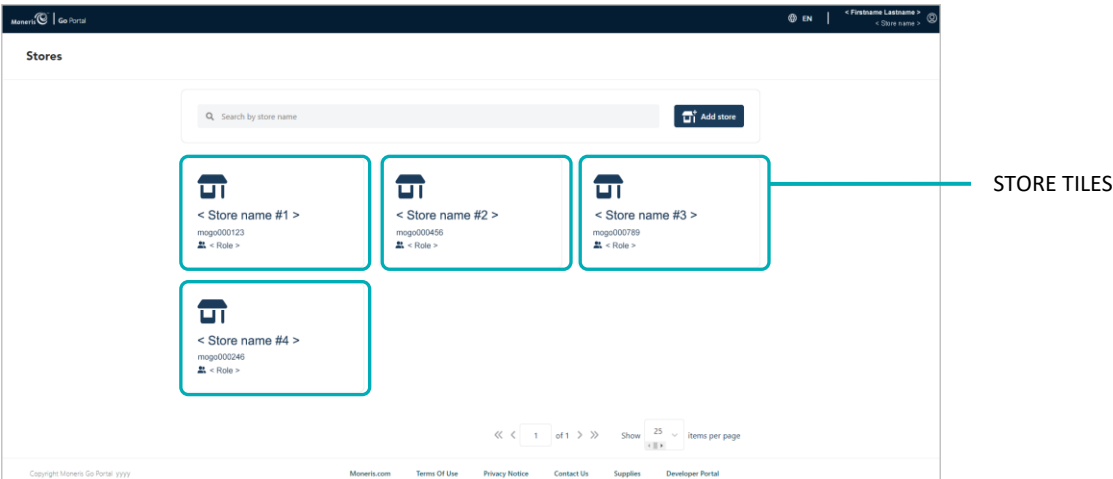 Moneris Go Portal
EN
< Firstname Lastname >
< Store name >
Stores
Search by store name
Add store
STORE TILES
< Store name #1 >
mogo000123
< Role >
< Store name #2 >
mogo000456
< Role >
< Store name #3 >
mogo000789
< Role >
< Store name #4 >
mogo000246
< Role >
1 of 1 Show 25 items per page
Copyright Moneris Go Portal yyyy
Moneris.com Terms Of Use Privacy Notice Contact Us Supplies Developer Portal